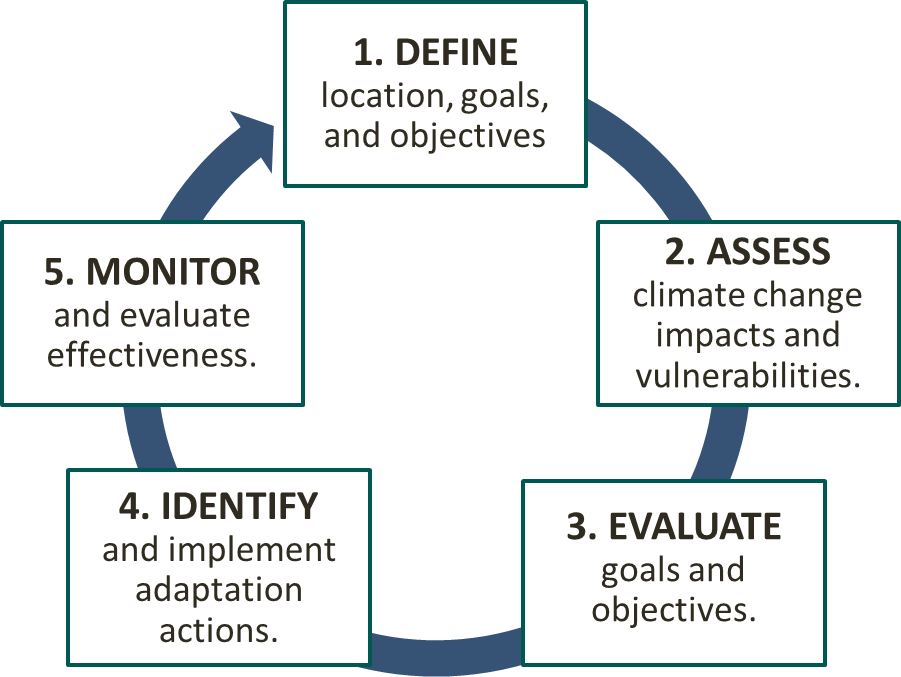 1. DEFINE
location, goals,
and objectives
2. ASSESS
climate change
impacts and
vulnerabilities.
3. EVALUATE
goals and
objectives.
4. IDENTIFY
and implement
adaptation
actions.
5. MONITOR
and evaluate
effectiveness.